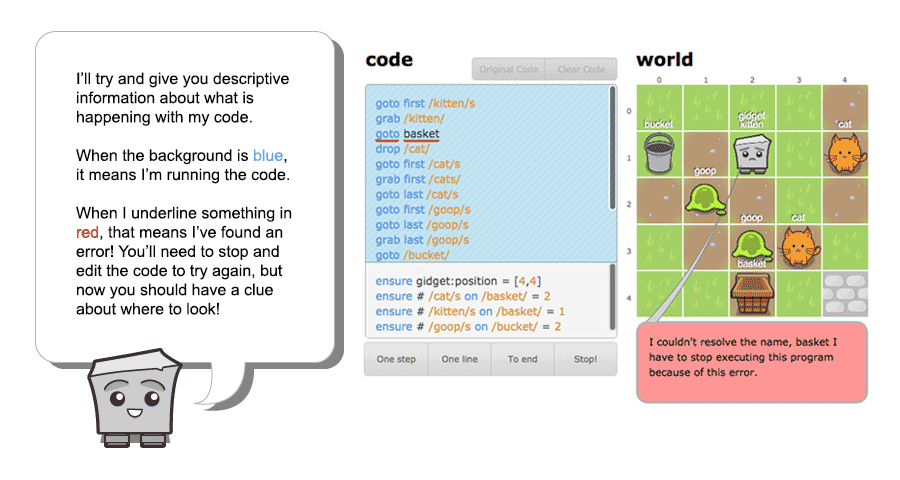 I'll try and give you descriptive
information about what is
happening with my code.
When the background is blue,
it means I'm running the code.
When I underline something in
red, that means I've found an
error! You'll need to stop and
edit the code to try again, but
now you should have a clue
about where to look!
code
Original Code
Clear Code
goto first /kitten/s
grab /kitten/
goto basket
drop /cat/
goto first /cat/s
grab first /cats/
goto last /cat/s
goto first /goop/s
goto last /goop/s
grab last /goop/s
goto /bucket/
ensure gidget:position = [4,4]
ensure # /cat/s on /basket/ = 2
ensure # /kitten/s on /basket/ = 1
ensure # /goop/s on /bucket/ = 2
One step
One line
To end
Stop!
world
0 1 2 3 4
0
gidget
bucket kitten cat
1
goop
2
goop cat
3
basket
4
I couldn't resolve the name, basket I
have to stop executing this program
because of this error.